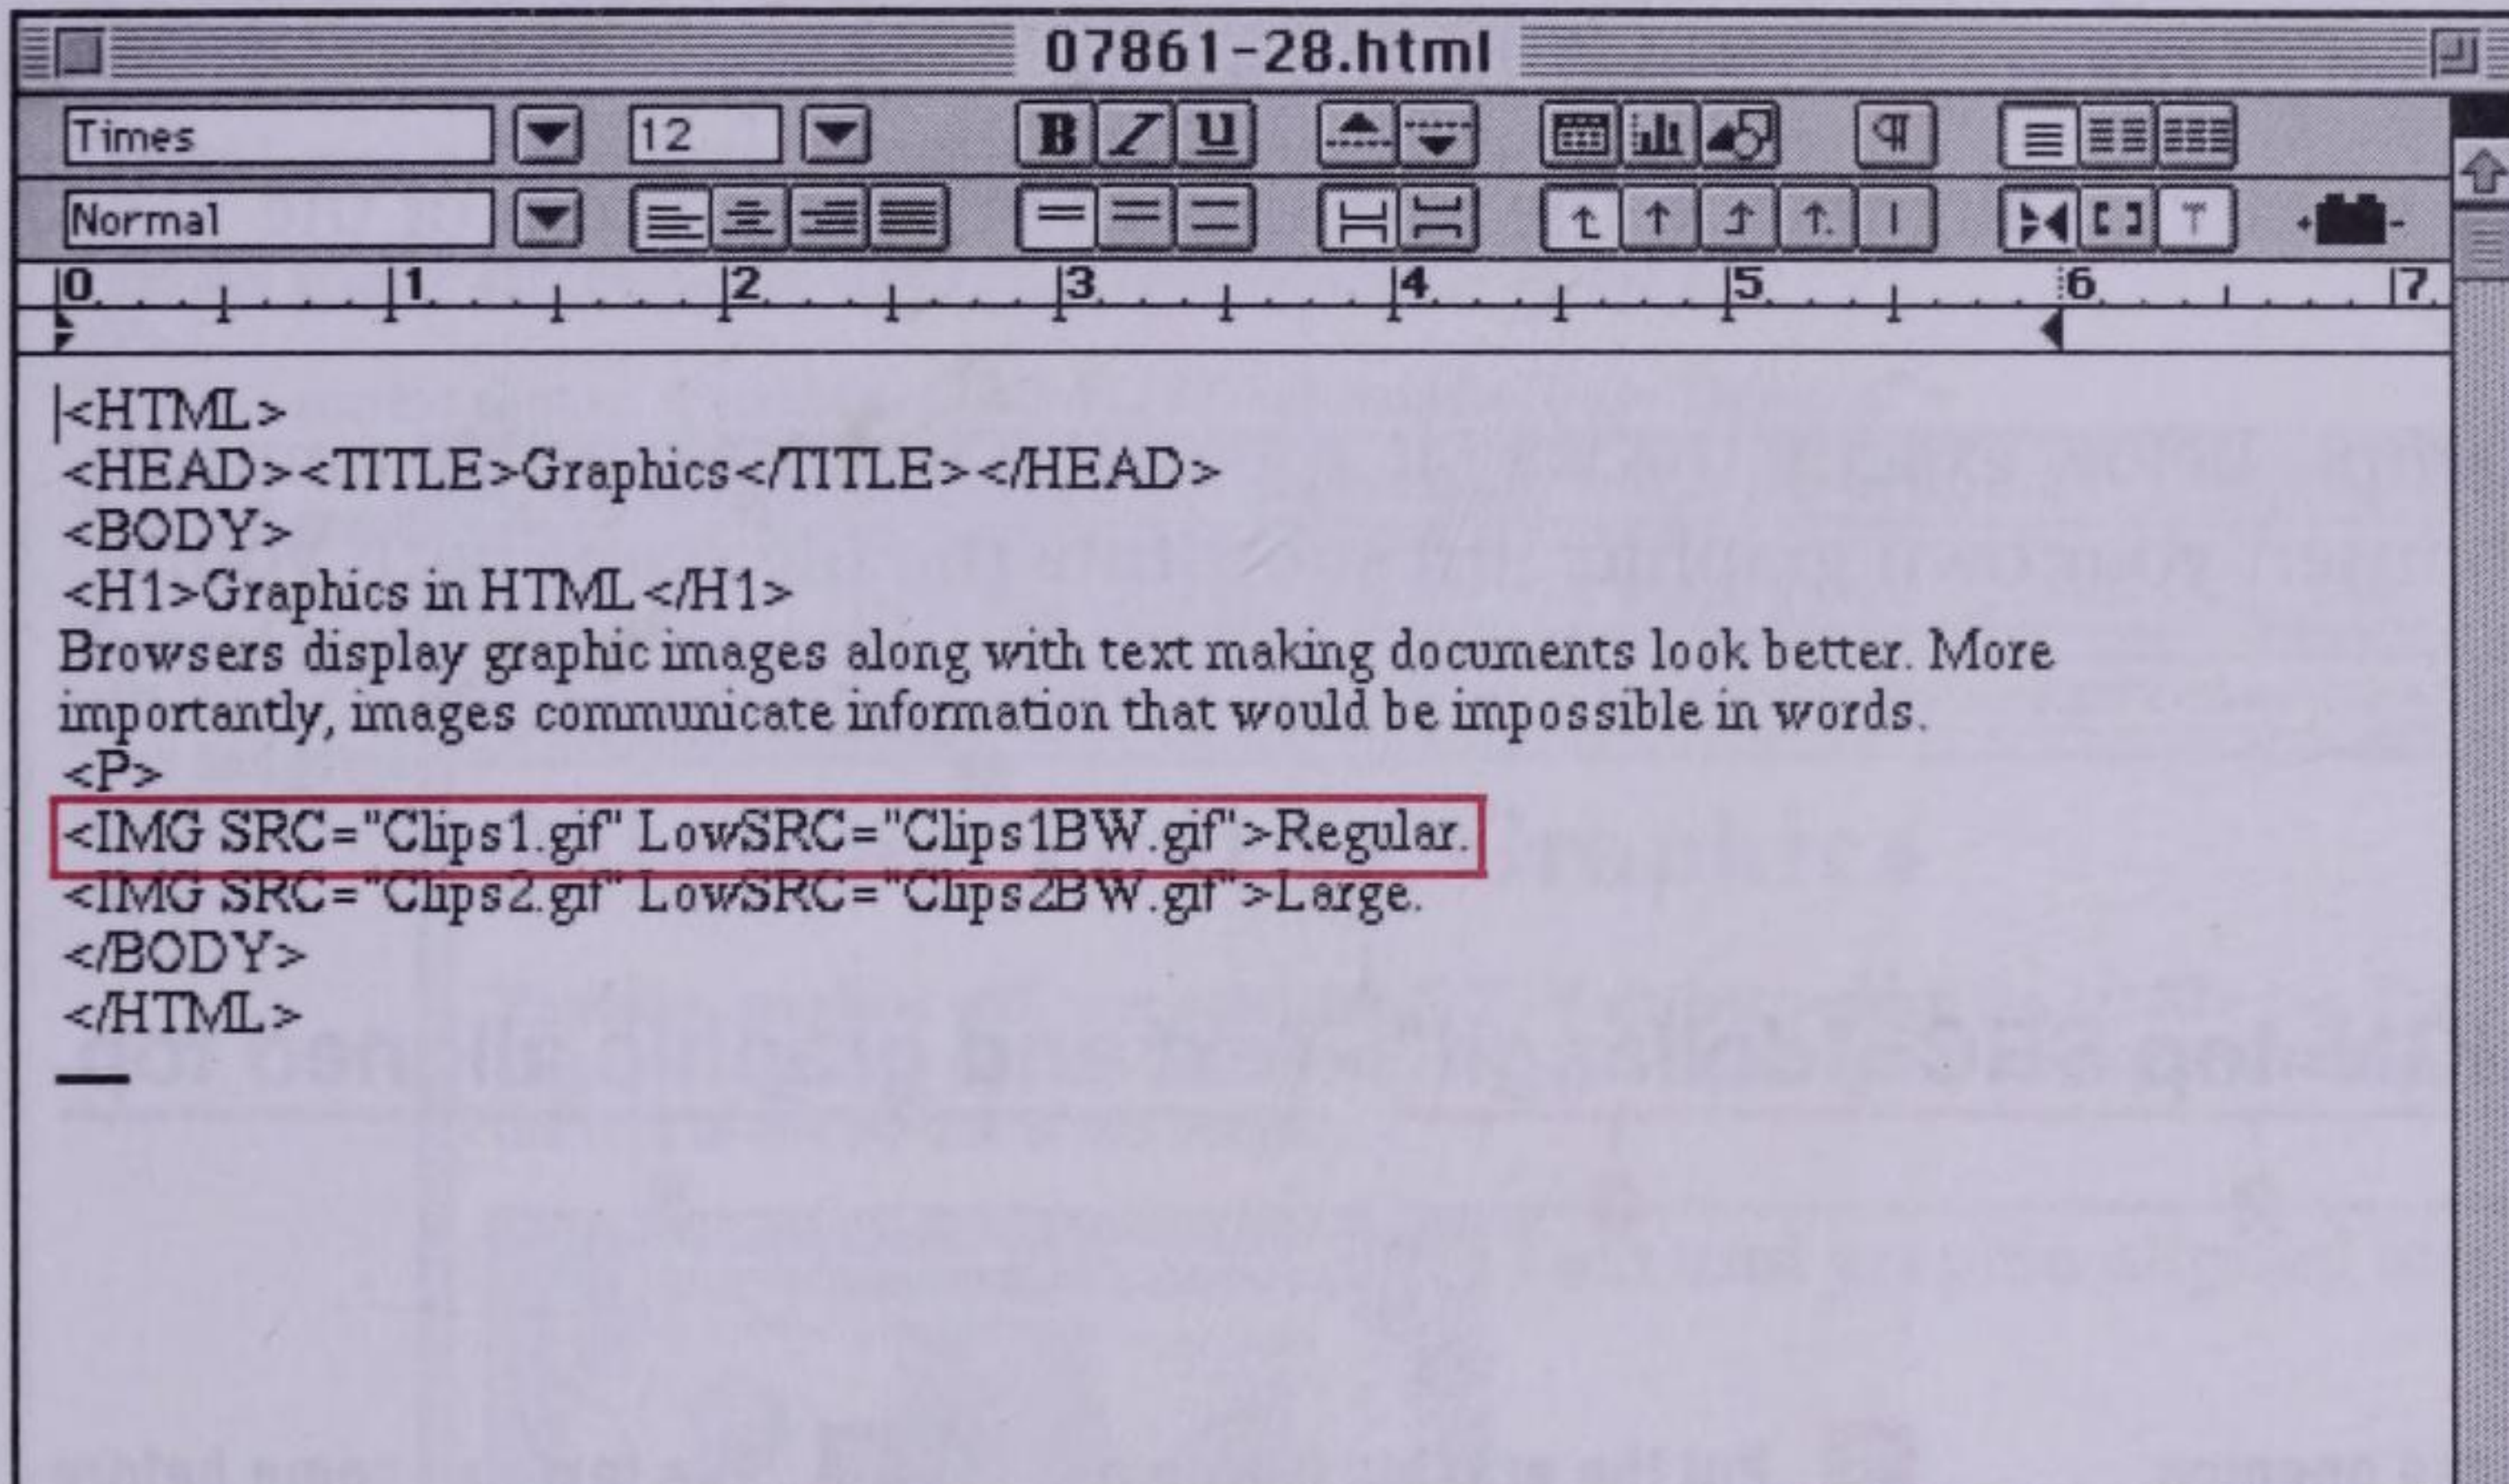 07861-28.html
Times 12 B I U
Normal
0 1 2 3 4 5 6 7
<HTML>
<HEAD><TITLE>Graphics</TITLE></HEAD>
<BODY>
<H1>Graphics in HTML</H1>
Browsers display graphic images along with text making documents look better. More
importantly, images communicate information that would be impossible in words.
<P>
<IMG SRC="Clips1.gif" LowSRC="Clips1BW.gif">Regular.
<IMG SRC="Clips2.gif" LowSRC="Clips2BW.gif">Large.
</BODY>
</HTML>